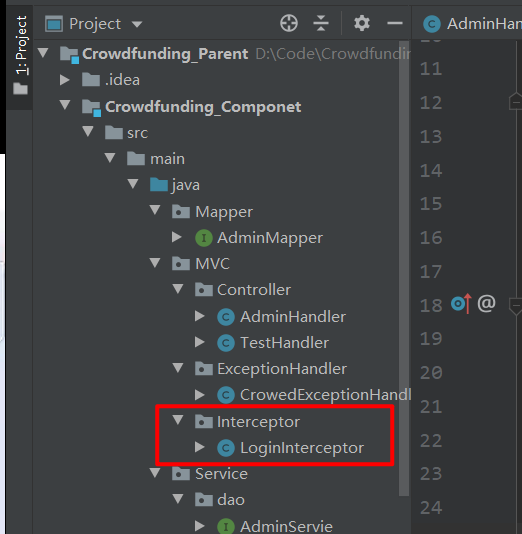 1: Project
Project
AdminHan
Crowdfunding_Parent D:\Code\Crowdfunding
.idea
Crowdfunding_Componet
src
main
java
Mapper
AdminMapper
MVC
Controller
AdminHandler
TestHandler
ExceptionHandler
CrowedExceptionHandl
Interceptor
LoginInterceptor
Service
dao
AdminServie
11
12
13
14
15
16
17
18 @
19
20
21
22
23
24